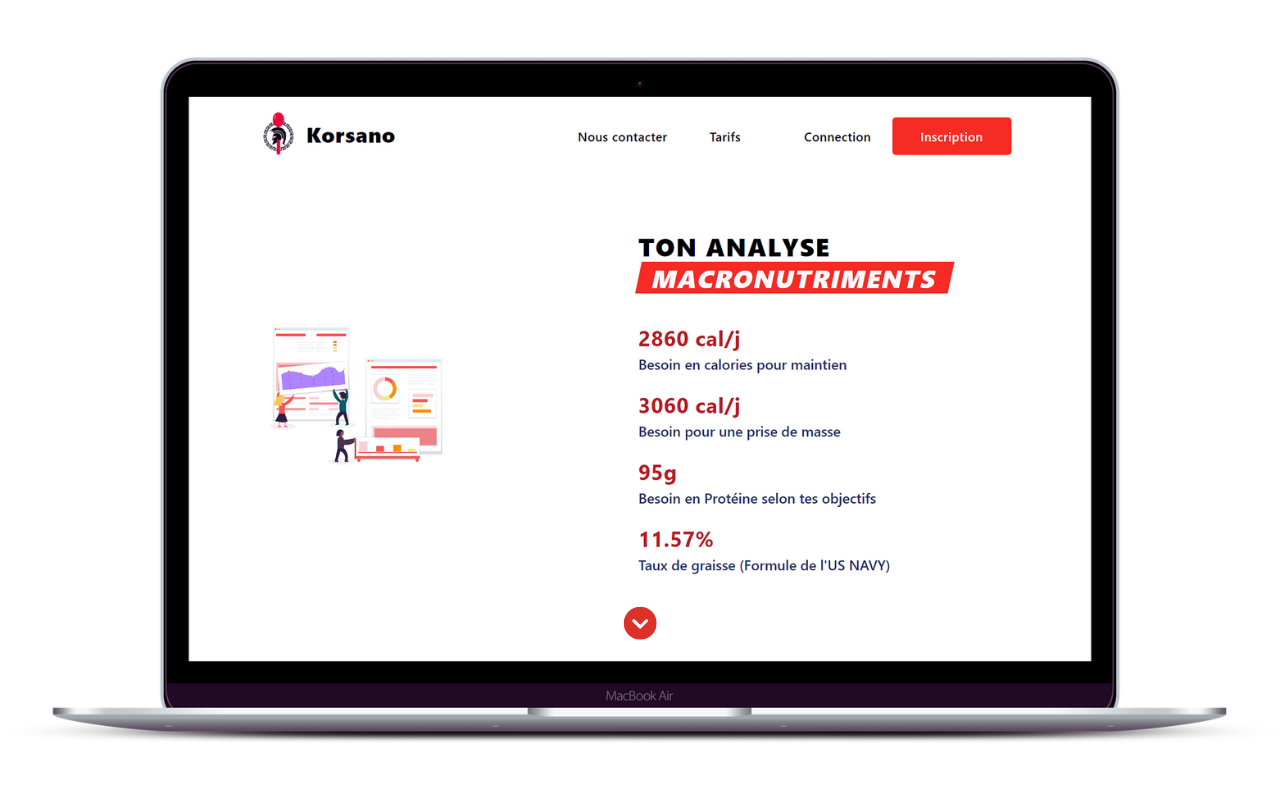 Korsano
Nous contacter
Tarifs
Connection
Inscription
TON ANALYSE
MACRONUTRIMENTS
2860 cal/j
Besoin en calories pour maintien
3060 cal/j
Besoin pour une prise de masse
95g
Besoin en Protéine selon tes objectifs
11.57%
Taux de graisse (Formule de l'US NAVY)
MacBook Air